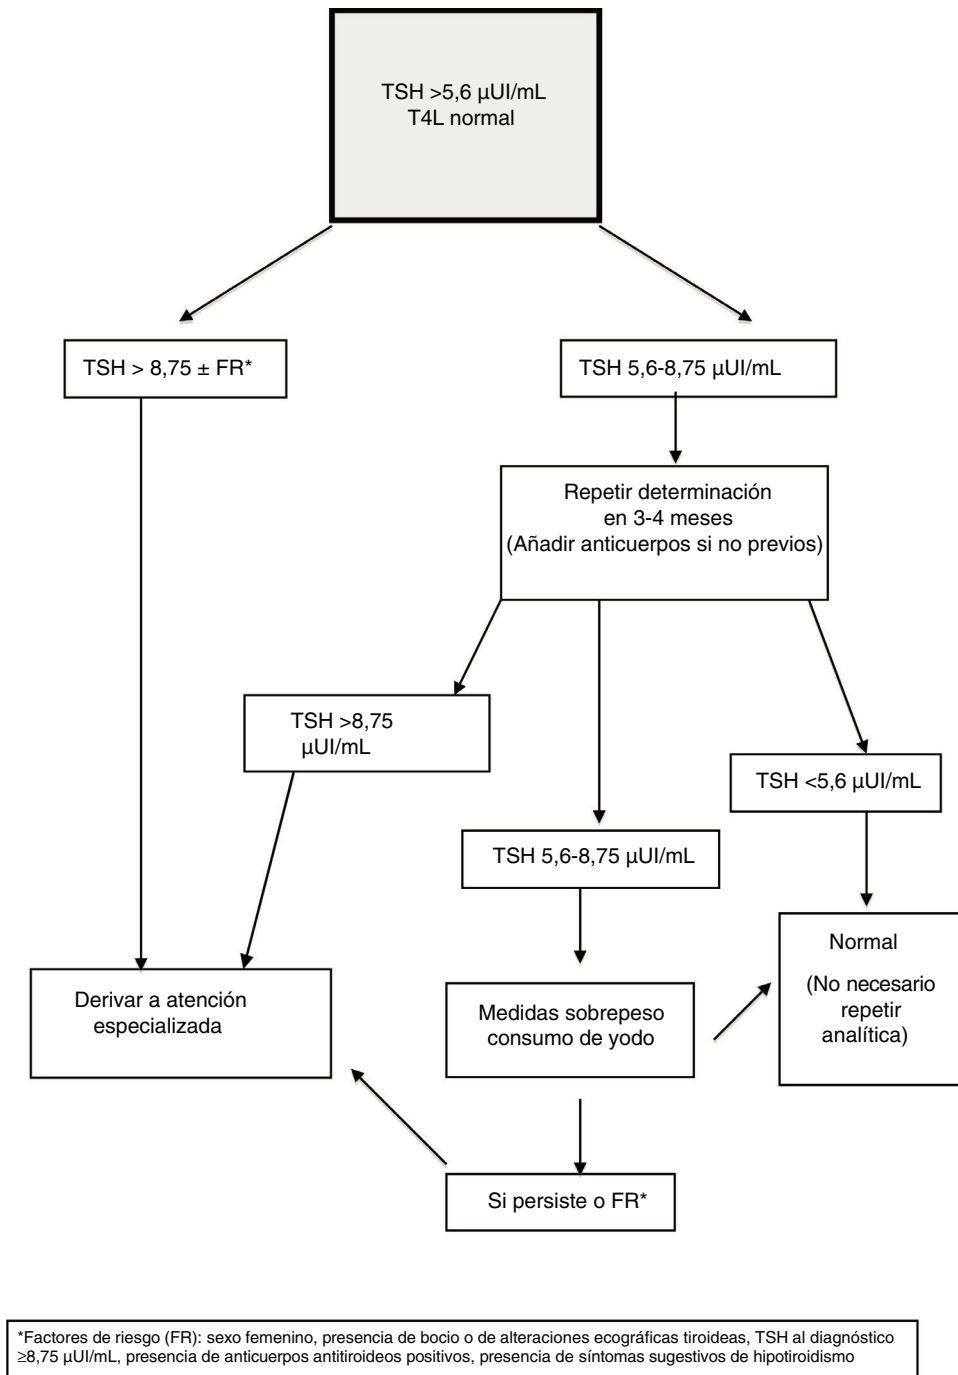 TSH >5,6 µUI/mL
T4L normal
TSH > 8,75 ± FR*
TSH 5,6-8,75 µUI/mL
Repetir determinación
en 3-4 meses
(Añadir anticuerpos si no previos)
TSH >8,75
µUI/mL
TSH <5,6 µUI/mL
TSH 5,6-8,75 µUI/mL
Normal
(No necesario
repetir
analítica)
Derivar a atención
especializada
Medidas sobrepeso
consumo de yodo
Si persiste o FR*
*Factores de riesgo (FR): sexo femenino, presencia de bocio o de alteraciones ecográficas tiroideas, TSH al diagnóstico
≥8,75 µUI/mL, presencia de anticuerpos antitiroideos positivos, presencia de síntomas sugestivos de hipotiroidismo